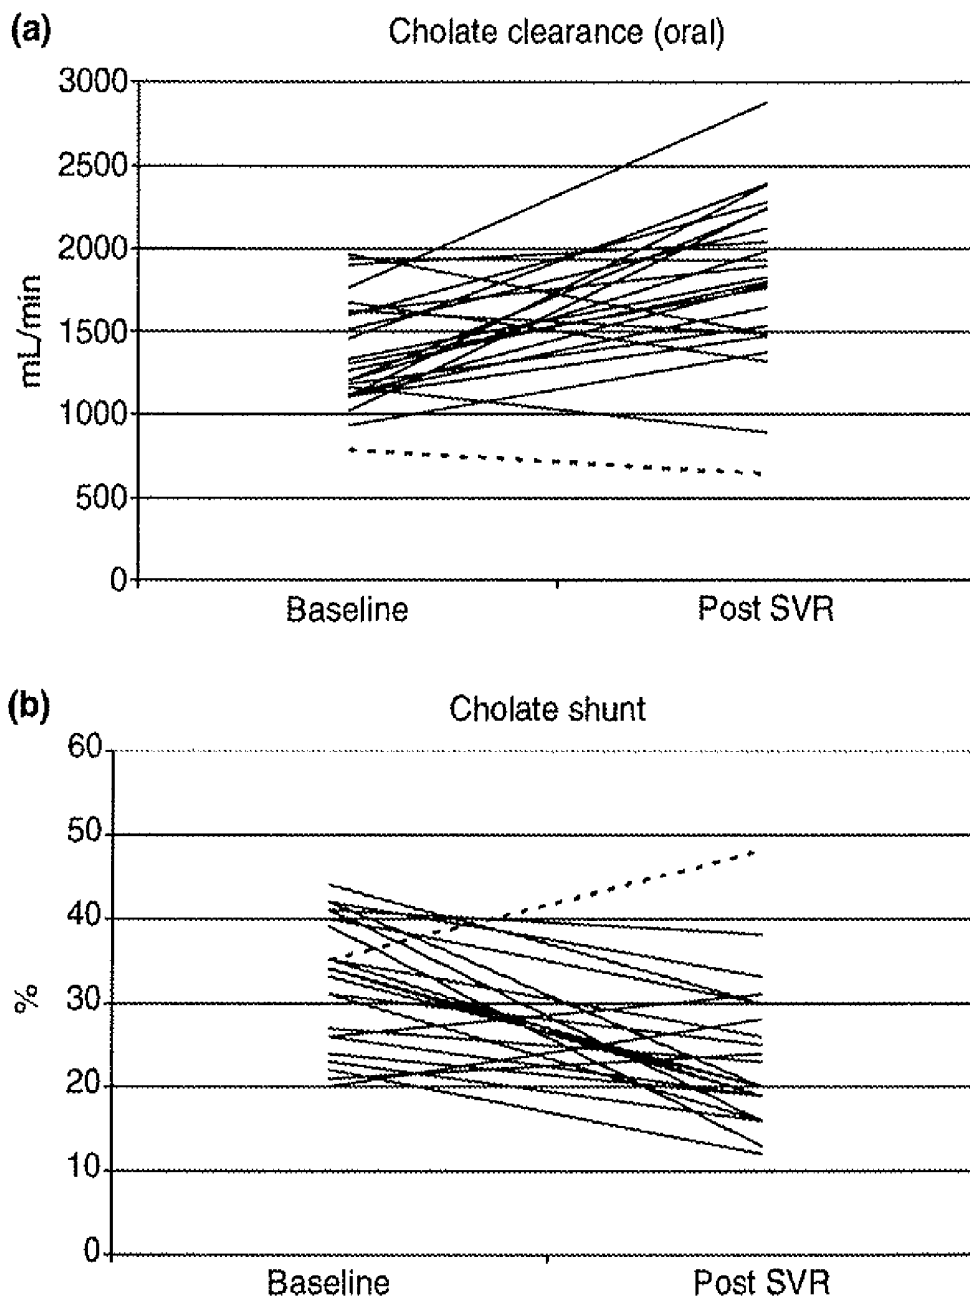 (a)
Cholate clearance (oral)
3000
2500
2000
1500
1000
500
0
mL/min
Baseline
Post SVR
(b)
Cholate shunt
60
50
40
30
20
10
0
%
Baseline
Post SVR